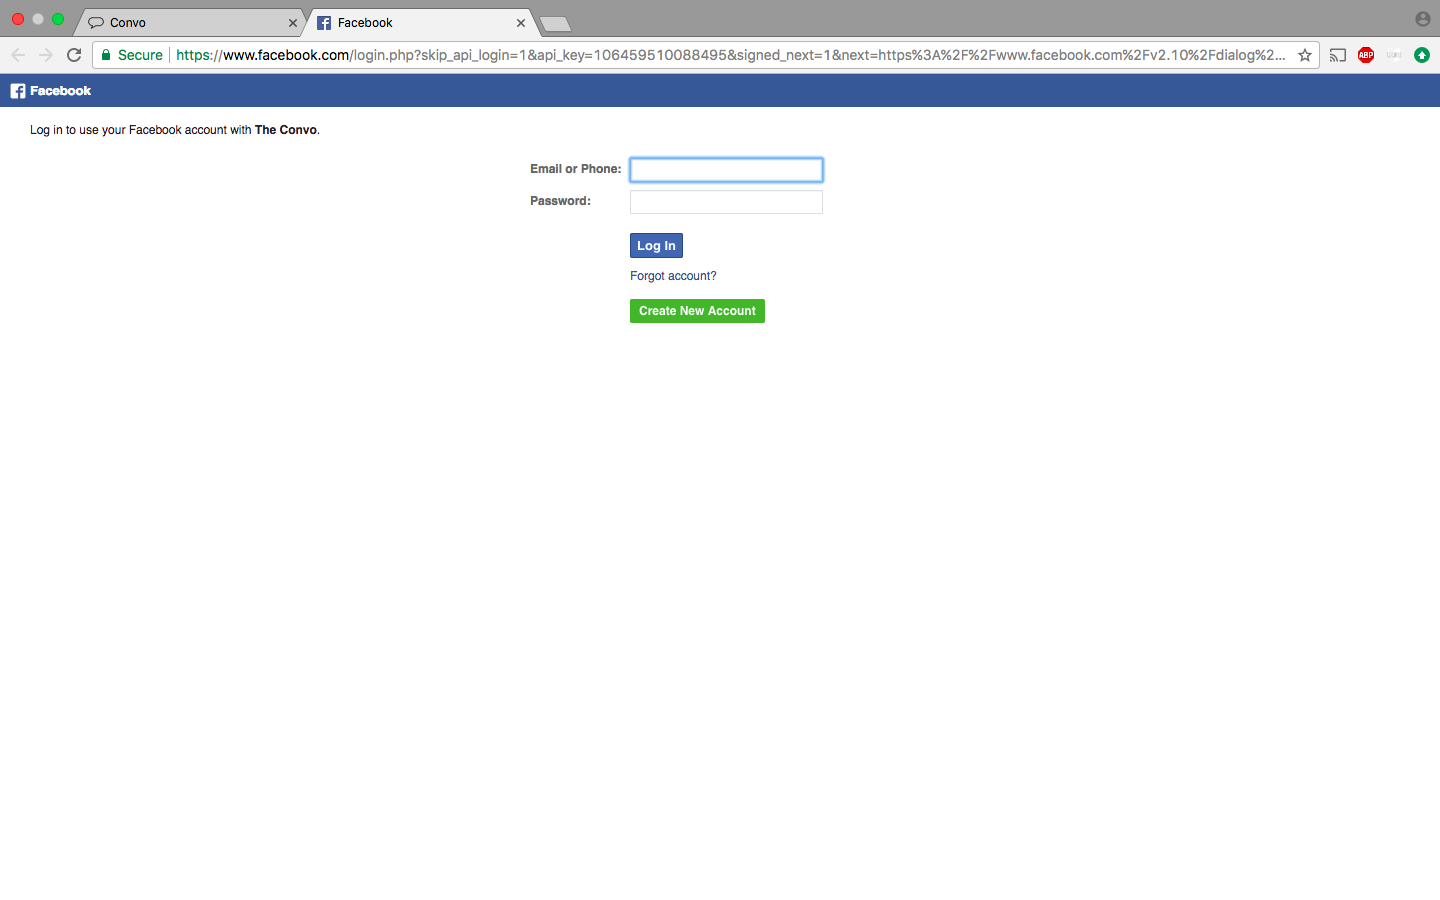 Convo
Facebook
Secure https://www.facebook.com/login.php?skip_api_login=1&api_key=106459510088495&signed_next=1&next=https%3A%2F%2Fwww.facebook.com%2Fv2.10%2Fdialog%2...
ABP
Facebook
Log in to use your Facebook account with The Convo.
Email or Phone:
Password:
Log In
Forgot account?
Create New Account